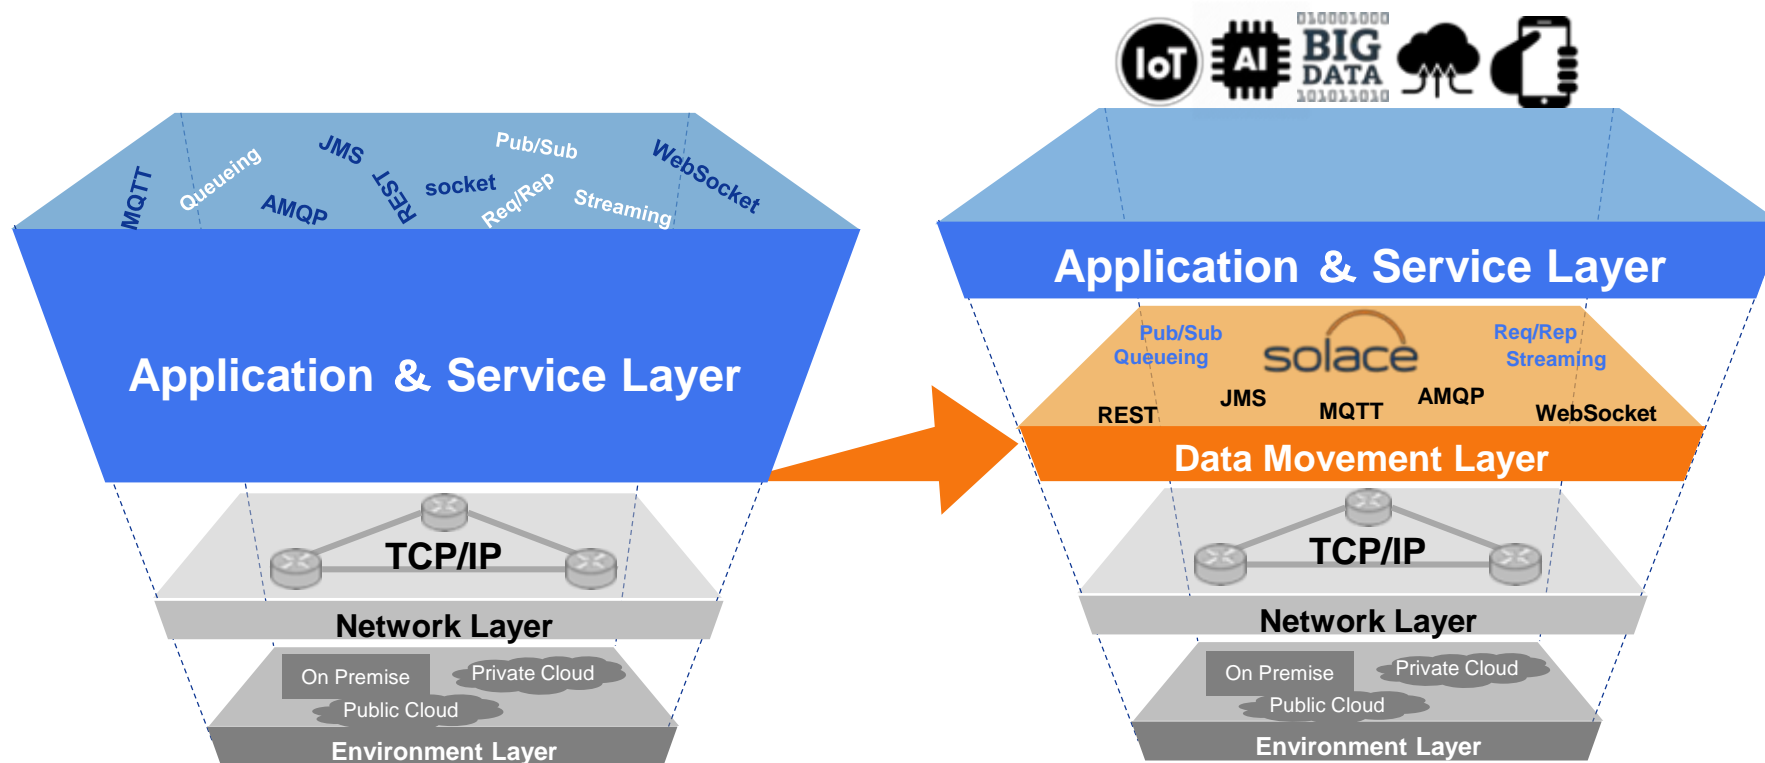 MQTT
Queueing
AMQP
JMS
REST
socket
Pub/Sub
Req/Rep
Streaming
WebSocket
Application & Service Layer
TCP/IP
Network Layer
On Premise
Private Cloud
Public Cloud
Environment Layer
IoT
AI
010001000
BIG
DATA
101011010
Application & Service Layer
Pub/Sub
Queueing
solace
Req/Rep
Streaming
REST
JMS
MQTT
AMQP
WebSocket
Data Movement Layer
TCP/IP
Network Layer
On Premise
Private Cloud
Public Cloud
Environment Layer